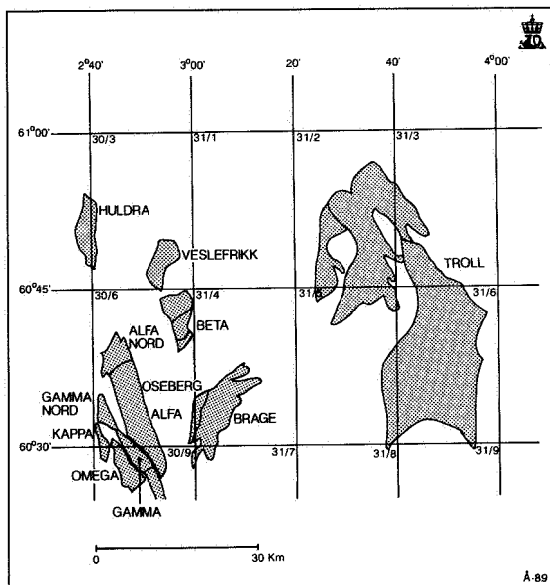 2°40'
3°00'
20'
40'
4°00'
61°00'
30/3
31/1
31/2
31/3
HULDRA
VESLEFRIKK
TROLL
60°45'
30/6
31/4
31/6
BETA
ALFA
NORD
OSEBERG
ALFA
GAMMA
NORD
BRAGE
KAPPA
60°30'
30/9
31/7
31/8
31/9
OMEGA
GAMMA
0
30 Km
Å-89